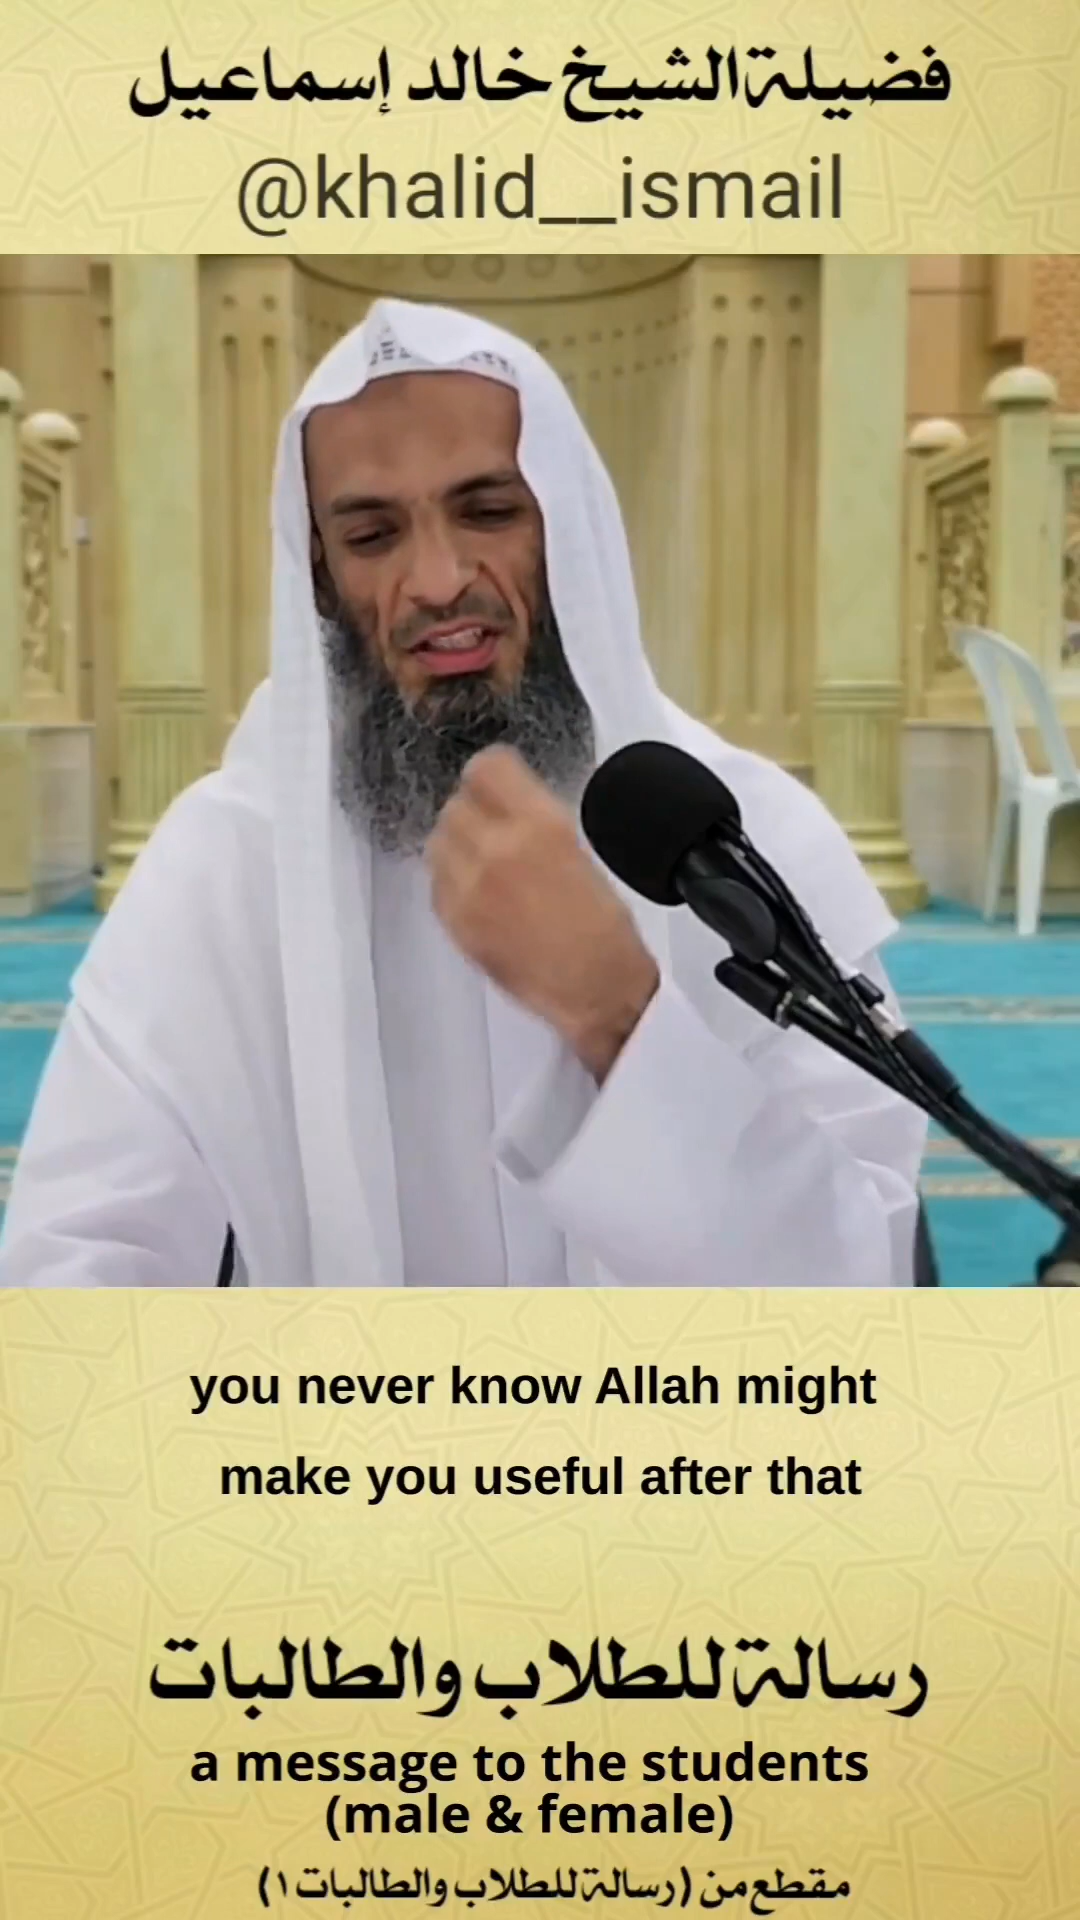 فضيلة الشيخ خالد إسماعيل
@khalid__ismail
you never know Allah might
make you useful after that
رسالة للطلاب والطالبات
a message to the students
(male & female)
مقطع من (رسالة للطلاب والطالبات ١)